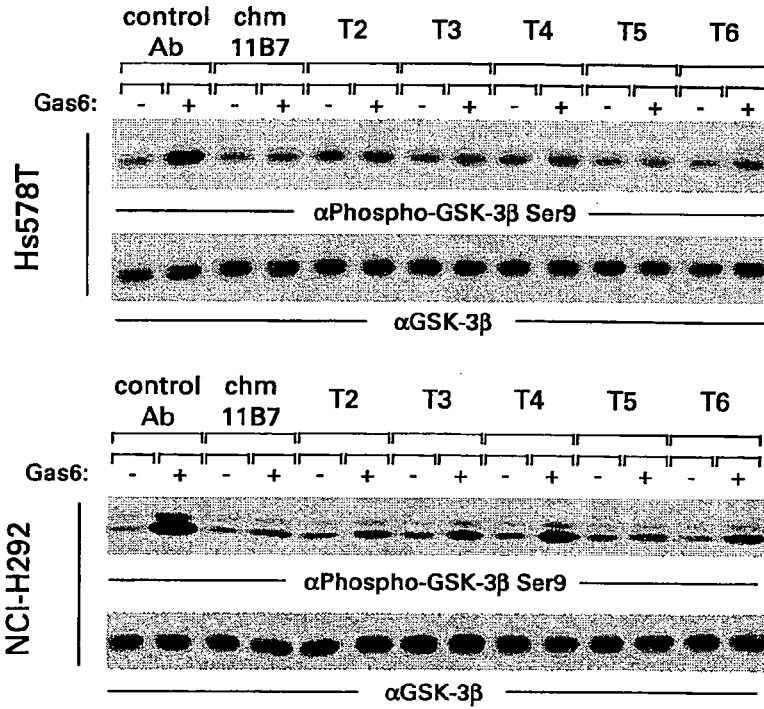 control Ab chm 11B7 T2 T3 T4 T5 T6
Gas6: - + - + - + - + - + - + - +
Hs578T
αPhospho-GSK-3β Ser9
αGSK-3β
control Ab chm 11B7 T2 T3 T4 T5 T6
Gas6: - + - + - + - + - + - + - +
NCI-H292
αPhospho-GSK-3β Ser9
αGSK-3β